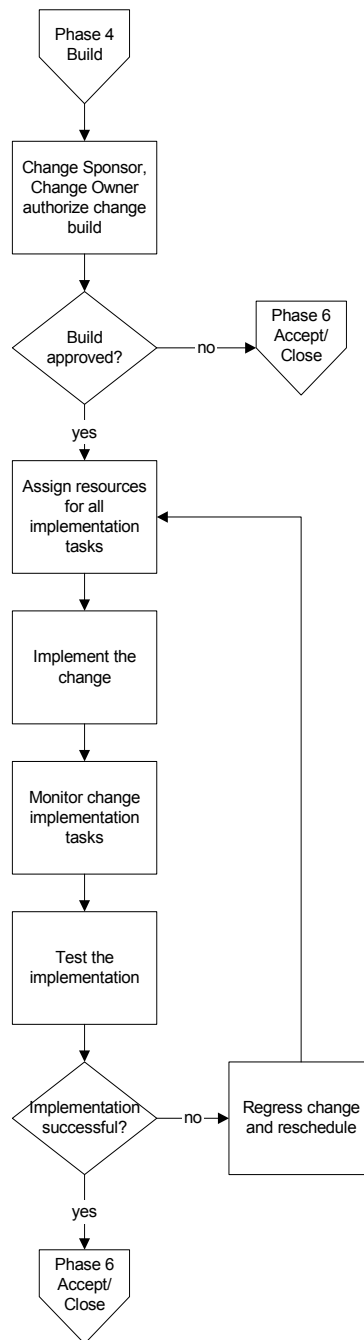 Phase 4
Build
Change Sponsor,
Change Owner
authorize change
build
Build
approved?
no
Phase 6
Accept/
Close
yes
Assign resources
for all
implementation
tasks
Implement the
change
Monitor change
implementation
tasks
Test the
implementation
Implementation
successful?
no
Regress change
and reschedule
yes
Phase 6
Accept/
Close